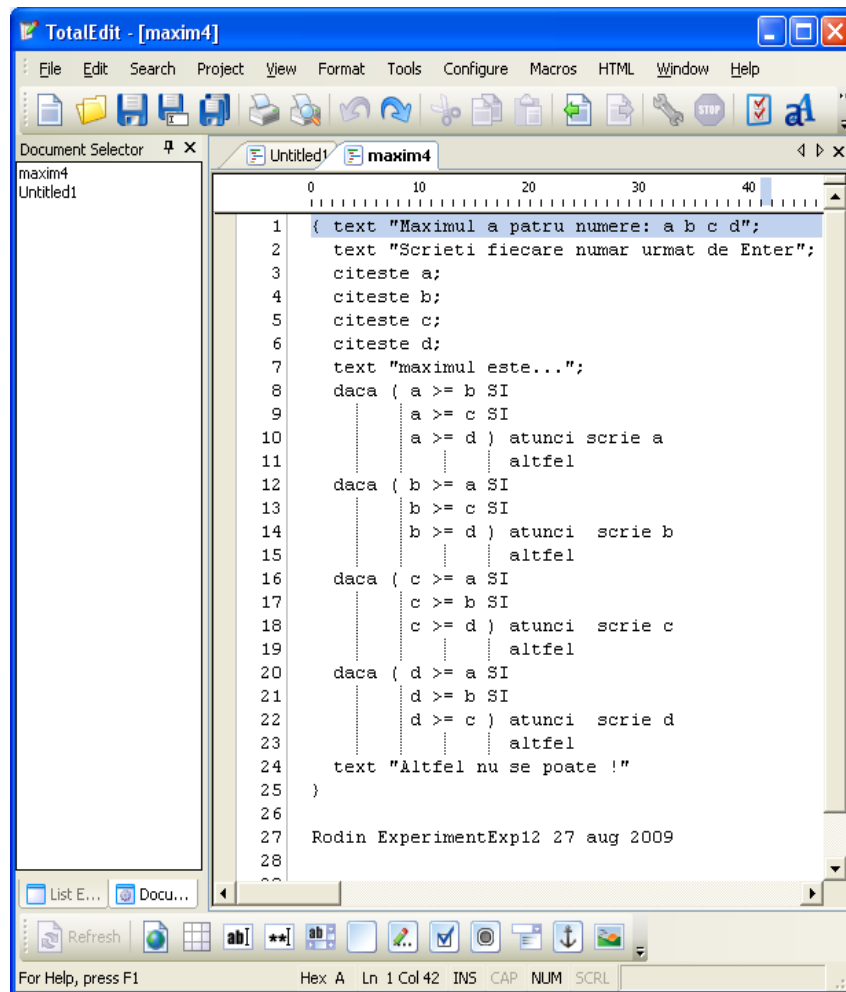 TotalEdit - [maxim4]
File Edit Search Project View Format Tools Configure Macros HTML Window Help
STOP a
Document Selector
maxim4
Untitled1
Untitled1 maxim4
0 10 20 30 40
1 { text "Maximul a patru numere: a b c d";
2 text "Scrieti fiecare numar urmat de Enter";
3 citeste a;
4 citeste b;
5 citeste c;
6 citeste d;
7 text "maximul este...";
8 daca ( a >= b SI
9 a >= c SI
10 a >= d ) atunci scrie a
11 altfel
12 daca ( b >= a SI
13 b >= c SI
14 b >= d ) atunci scrie b
15 altfel
16 daca ( c >= a SI
17 c >= b SI
18 c >= d ) atunci scrie c
19 altfel
20 daca ( d >= a SI
21 d >= b SI
22 d >= c ) atunci scrie d
23 altfel
24 text "Altfel nu se poate !"
25 }
26
27 Rodin ExperimentExp12 27 aug 2009
28
List E... Docu...
Refresh ab **| ab
For Help, press F1 Hex A Ln 1 Col 42 INS CAP NUM SCRL